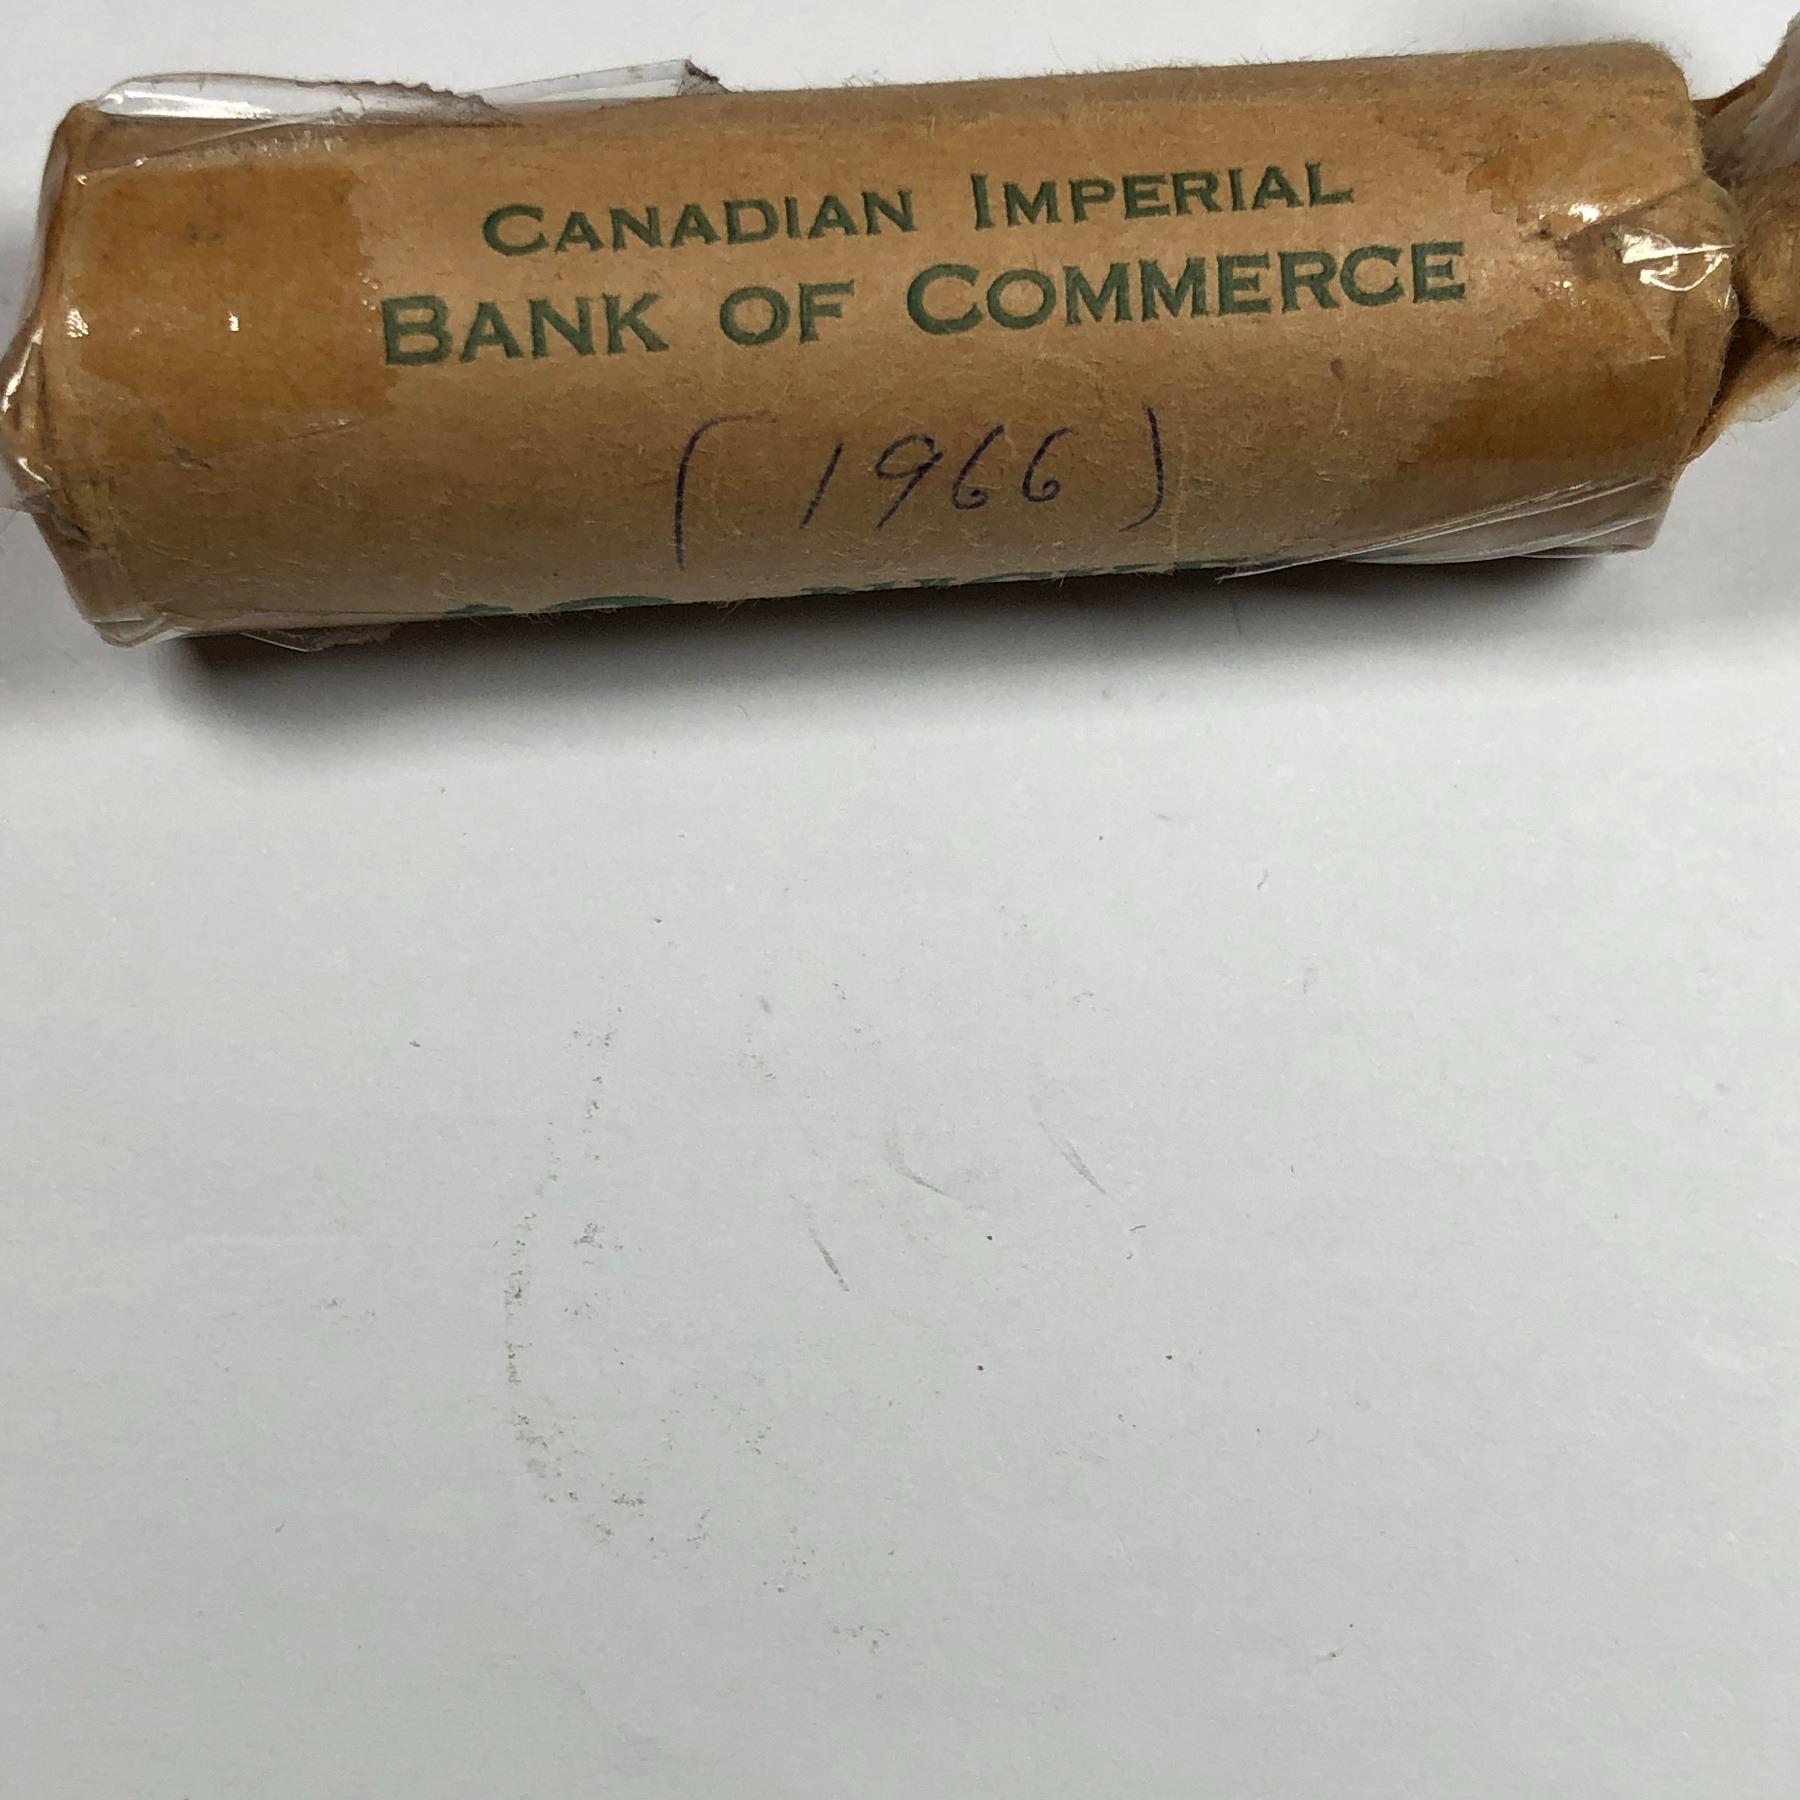 CANADIAN IMPERIAL
BANK OF COMMERCE
(1966)